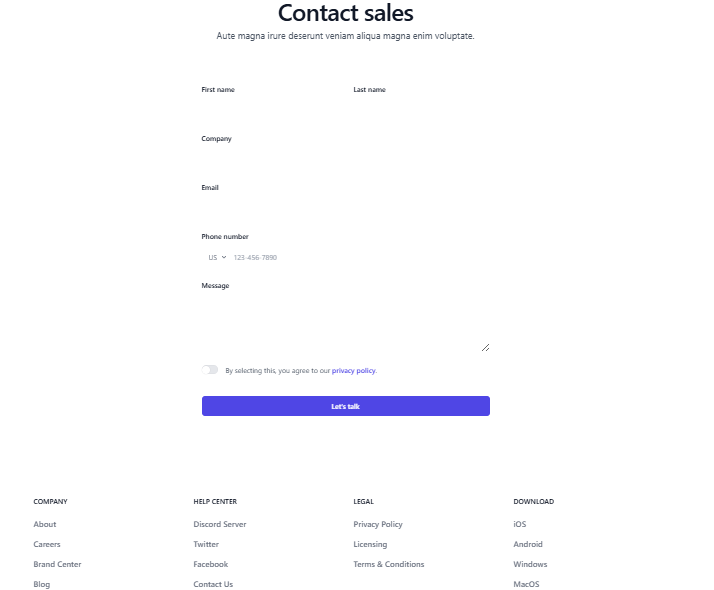 Contact sales
Aute magna irure deserunt veniam aliqua magna enim voluptate.
First name Last name
Company
Email
Phone number
US 123-456-7890
Message
By selecting this, you agree to our privacy policy.
Let's talk
COMPANY HELP CENTER LEGAL DOWNLOAD
About Discord Server Privacy Policy iOS
Careers Twitter Licensing Android
Brand Center Facebook Terms & Conditions Windows
Blog Contact Us MacOS